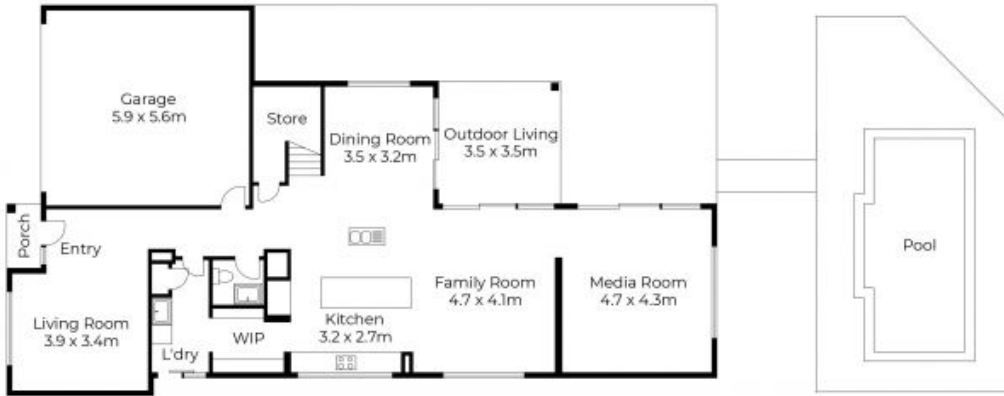 Garage
5.9 x 5.6m
Store
Dining Room
3.5 x 3.2m
Outdoor Living
3.5 x 3.5m
Porch
Entry
Living Room
3.9 x 3.4m
L'dry
WIP
Kitchen
3.2 x 2.7m
Family Room
4.7 x 4.1m
Media Room
4.7 x 4.3m
Pool